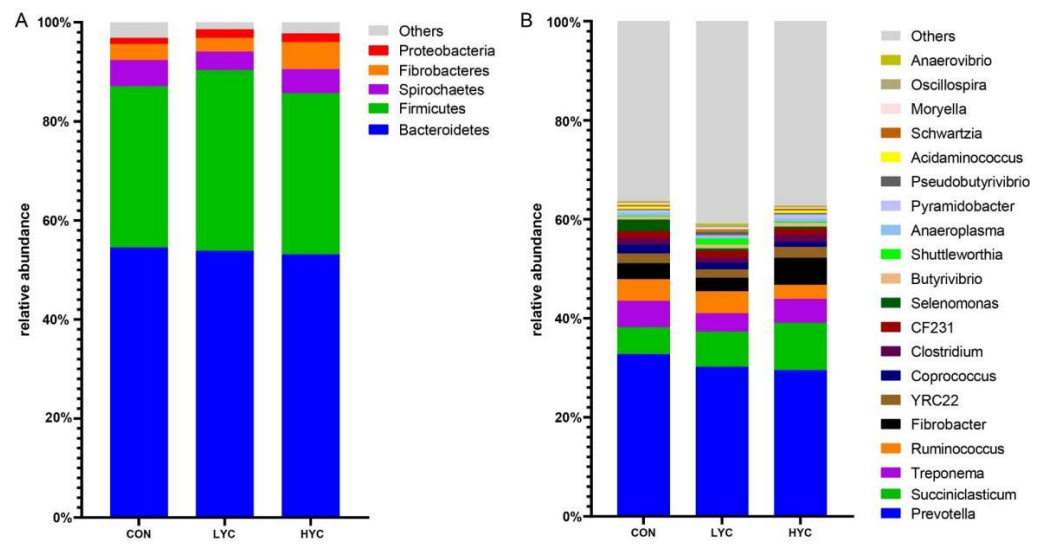 A
100%
80%
60%
40%
20%
0%
relative abundance
CON LYC HYC
Others
Proteobacteria
Fibrobacteres
Spirochaetes
Firmicutes
Bacteroidetes
B
100%
80%
60%
40%
20%
0%
relative abundance
CON LYC HYC
Others
Anaerovibrio
Oscillospira
Moryella
Schwartzia
Acidaminococcus
Pseudobutyrivibrio
Pyramidobacter
Anaeroplasma
Shuttleworthia
Butyrivibrio
Selenomonas
CF231
Clostridium
Coprococcus
YRC22
Fibrobacter
Ruminococcus
Treponema
Succiniclasticum
Prevotella